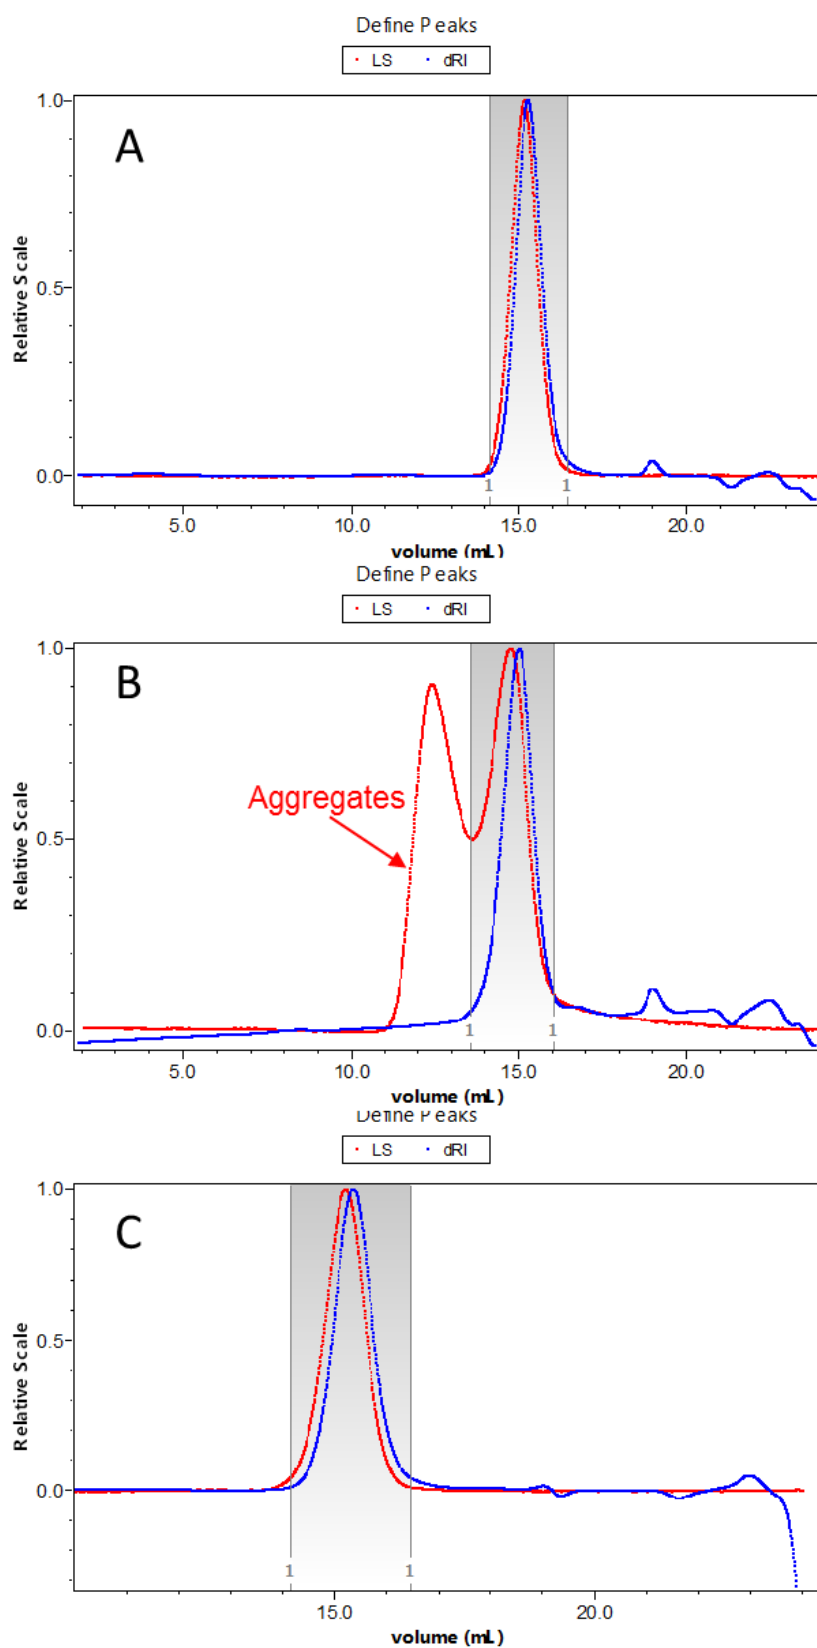 Define Peaks
LS dRI
A
1.0
0.5
0.0
Relative Scale
1 1
5.0 10.0 15.0 20.0
volume (mL)
Define Peaks
LS dRI
B
1.0
Aggregates
0.5
0.0
Relative Scale
1 1
5.0 10.0 15.0 20.0
volume (mL)
Define Peaks
LS dRI
C
1.0
0.5
0.0
Relative Scale
1 1
15.0 20.0
volume (mL)